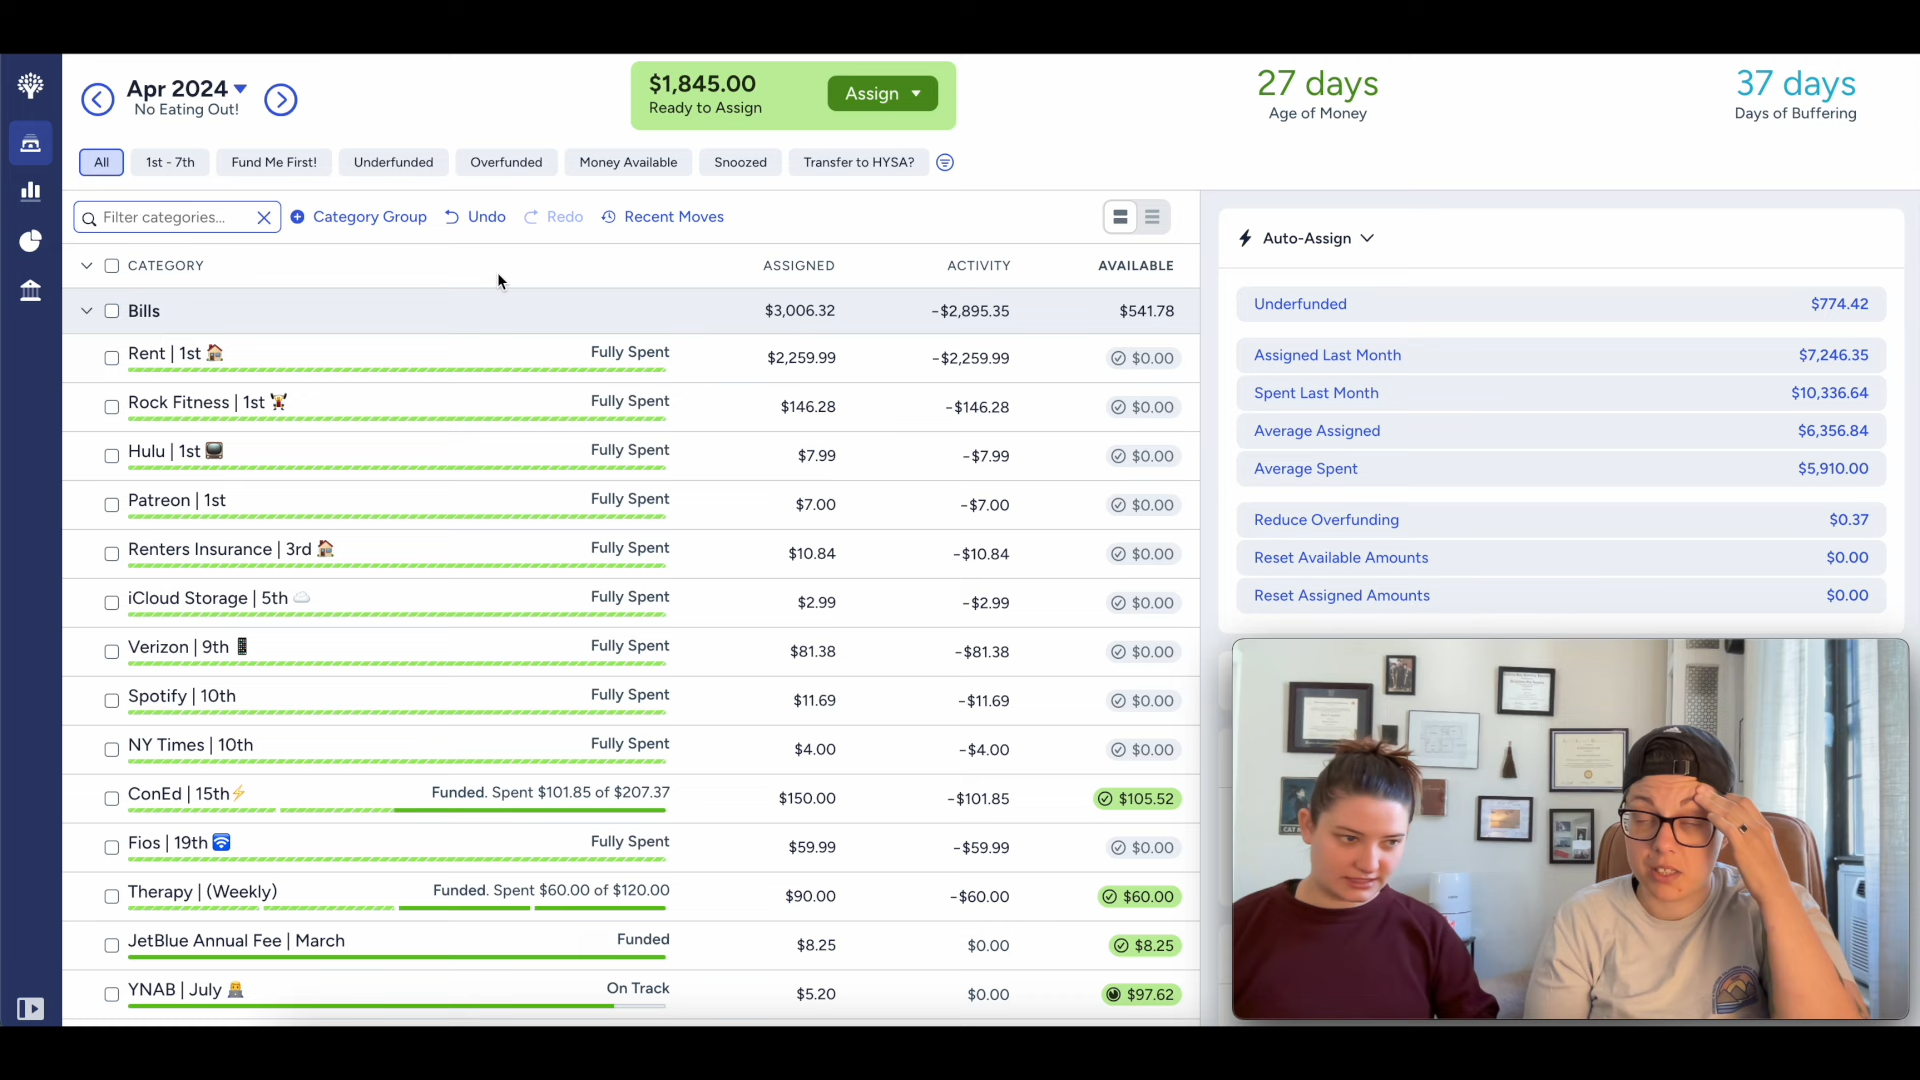 Apr 2024
No Eating Out!
$1,845.00
Ready to Assign
Assign
27 days
Age of Money
37 days
Days of Buffering
All
1st - 7th
Fund Me First!
Underfunded
Overfunded
Money Available
Snoozed
Transfer to HYSA?
Filter categories...
Category Group
Undo
Redo
Recent Moves
CATEGORY ASSIGNED ACTIVITY AVAILABLE
Bills $3,006.32 -$2,895.35 $541.78
Rent | 1st 🏠 Fully Spent $2,259.99 -$2,259.99 $0.00
Rock Fitness | 1st 🏋️ Fully Spent $146.28 -$146.28 $0.00
Hulu | 1st 📺 Fully Spent $7.99 -$7.99 $0.00
Patreon | 1st Fully Spent $7.00 -$7.00 $0.00
Renters Insurance | 3rd 🏠 Fully Spent $10.84 -$10.84 $0.00
iCloud Storage | 5th ☁️ Fully Spent $2.99 -$2.99 $0.00
Verizon | 9th 📱 Fully Spent $81.38 -$81.38 $0.00
Spotify | 10th Fully Spent $11.69 -$11.69 $0.00
NY Times | 10th Fully Spent $4.00 -$4.00 $0.00
ConEd | 15th⚡ Funded. Spent $101.85 of $207.37 $150.00 -$101.85 $105.52
Fios | 19th 🛜 Fully Spent $59.99 -$59.99 $0.00
Therapy | (Weekly) Funded. Spent $60.00 of $120.00 $90.00 -$60.00 $60.00
JetBlue Annual Fee | March Funded $8.25 $0.00 $8.25
YNAB | July 👩‍💻 On Track $5.20 $0.00 $97.62
Auto-Assign
Underfunded $774.42
Assigned Last Month $7,246.35
Spent Last Month $10,336.64
Average Assigned $6,356.84
Average Spent $5,910.00
Reduce Overfunding $0.37
Reset Available Amounts $0.00
Reset Assigned Amounts $0.00